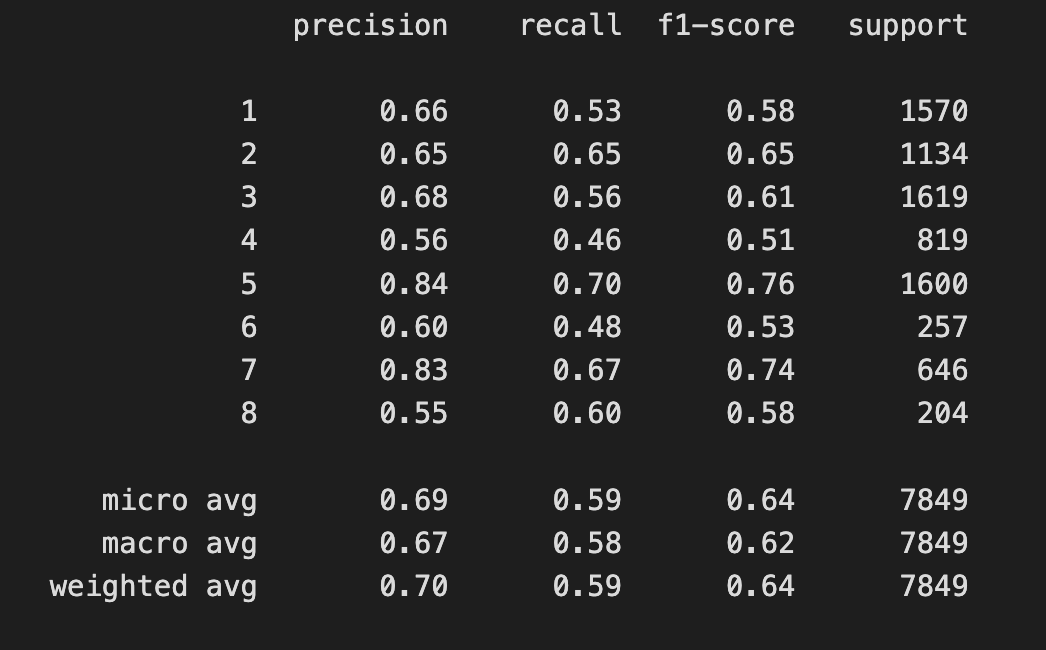 precision recall f1-score support
1 0.66 0.53 0.58 1570
2 0.65 0.65 0.65 1134
3 0.68 0.56 0.61 1619
4 0.56 0.46 0.51 819
5 0.84 0.70 0.76 1600
6 0.60 0.48 0.53 257
7 0.83 0.67 0.74 646
8 0.55 0.60 0.58 204
micro avg 0.69 0.59 0.64 7849
macro avg 0.67 0.58 0.62 7849
weighted avg 0.70 0.59 0.64 7849